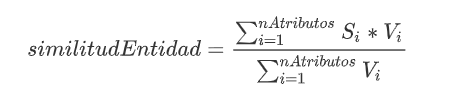 similitudEntidad = \frac{\sum_{i=1}^{nAtributos} S_i * V_i}{\sum_{i=1}^{nAtributos} V_i}